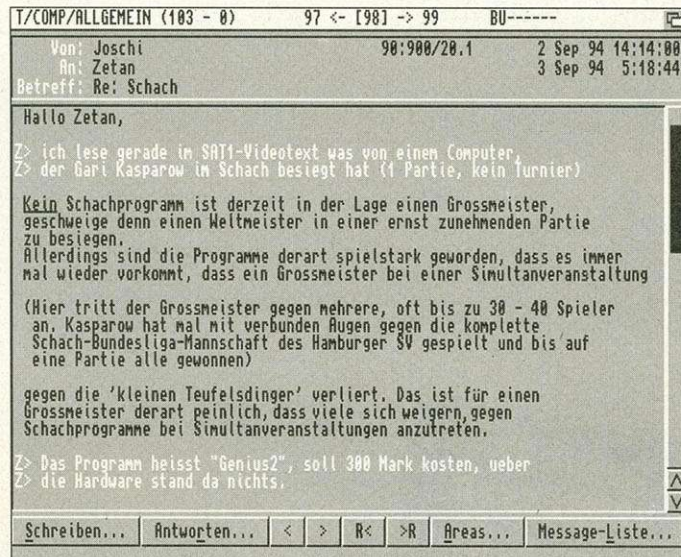 T/COMP/ALLGEMEIN (103 - 0) 97 <- [98] -> 99 BU------
Von: Joschi 90:900/20.1 2 Sep 94 14:14:00
An: Zetan 3 Sep 94 5:18:44
Betreff: Re: Schach
Hallo Zetan,
Z> ich lese gerade im SAT1-Videotext was von einem Computer,
Z> der Gari Kasparow im Schach besiegt hat (1 Partie, kein Turnier)
Kein Schachprogramm ist derzeit in der Lage einen Grossmeister,
geschweige denn einen Weltmeister in einer ernst zunehmenden Partie
zu besiegen.
Allerdings sind die Programme derart spielstark geworden, dass es immer
mal wieder vorkommt, dass ein Grossmeister bei einer Simultanveranstaltung
(Hier tritt der Grossmeister gegen mehrere, oft bis zu 30 - 40 Spieler
an. Kasparow hat mal mit verbunden Augen gegen die komplette
Schach-Bundesliga-Mannschaft des Hamburger SV gespielt und bis auf
eine Partie alle gewonnen)
gegen die 'kleinen Teufelsdinger' verliert. Das ist für einen
Grossmeister derart peinlich, dass viele sich weigern, gegen
Schachprogramme bei Simultanveranstaltungen anzutreten.
Z> Das Programm heisst "Genius2", soll 300 Mark kosten, ueber
Z> die Hardware stand da nichts.
Schreiben... Antworten... < > R< >R Areas... Message-Liste...